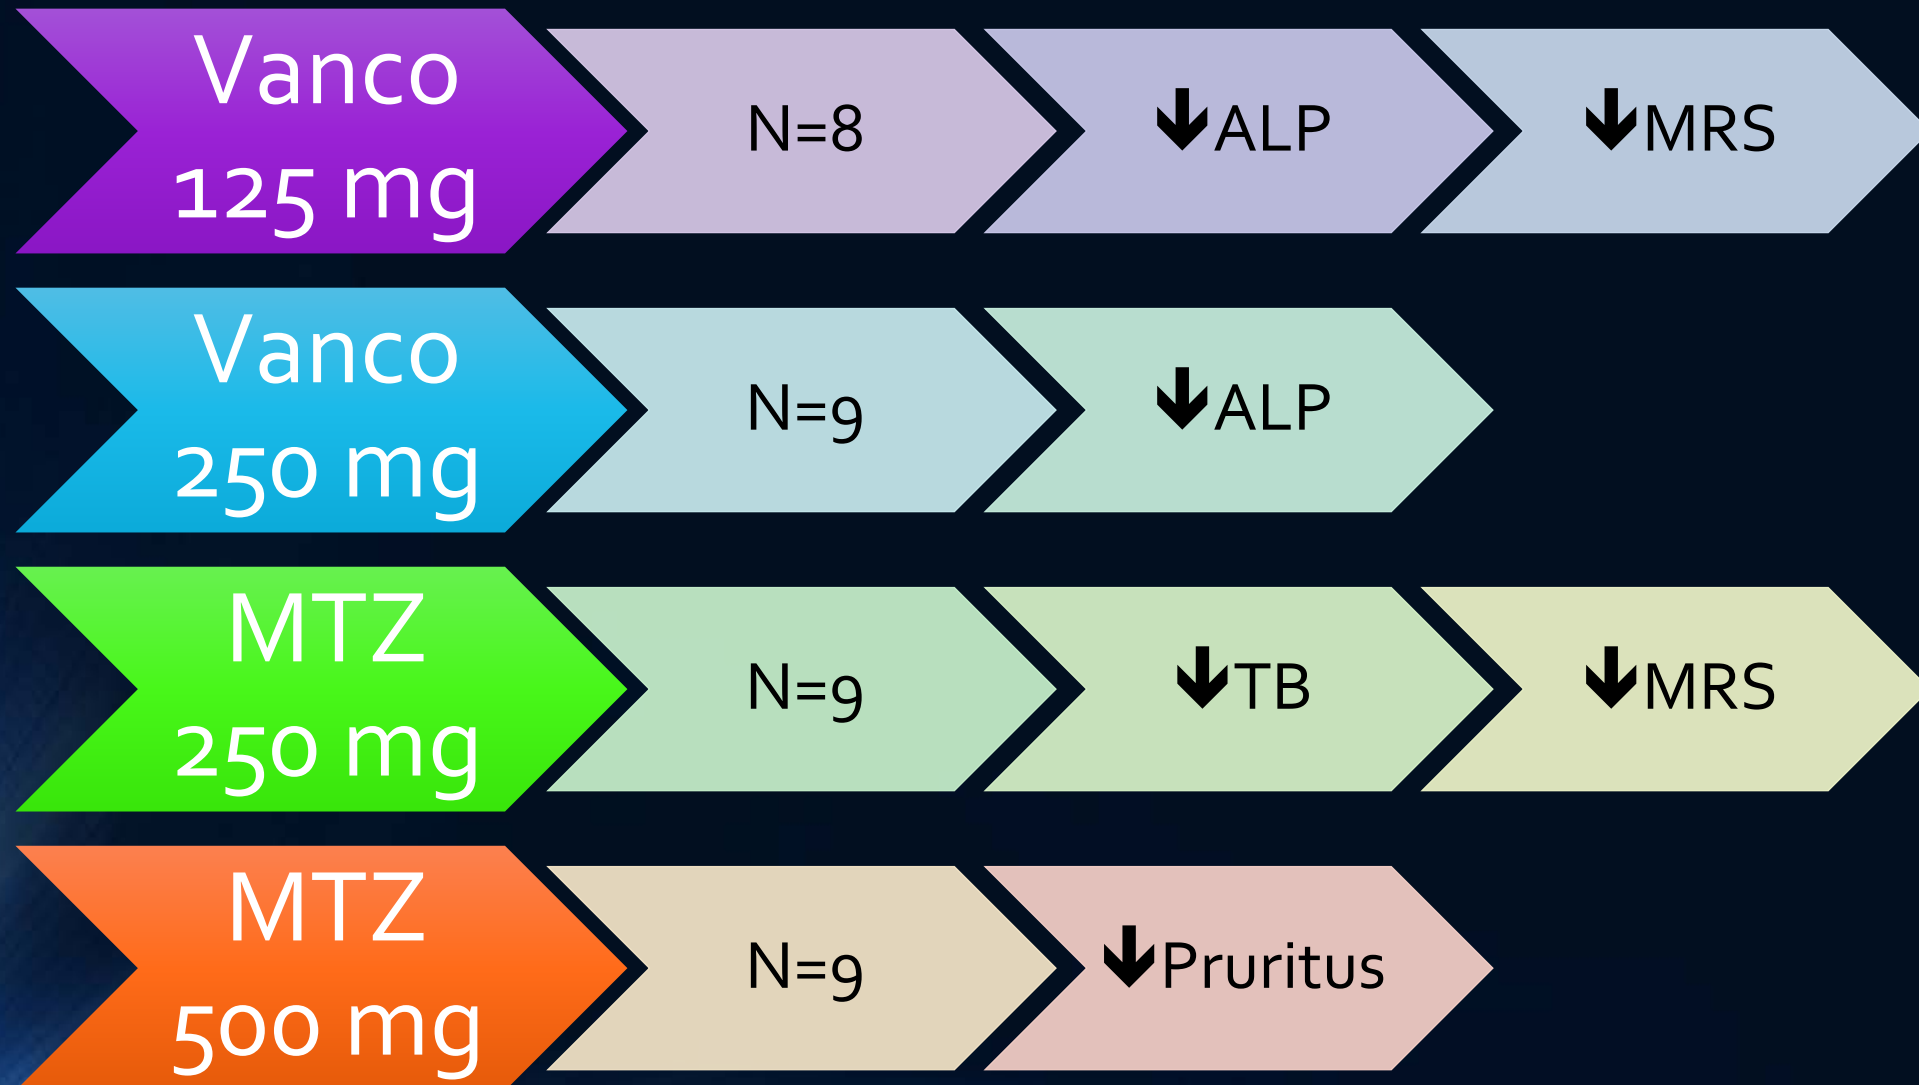 Vanco
125 mg
N=8
🡻ALP
🡻MRS
Vanco
250 mg
N=9
🡻ALP
MTZ
250 mg
N=9
🡻TB
🡻MRS
MTZ
500 mg
N=9
🡻Pruritus